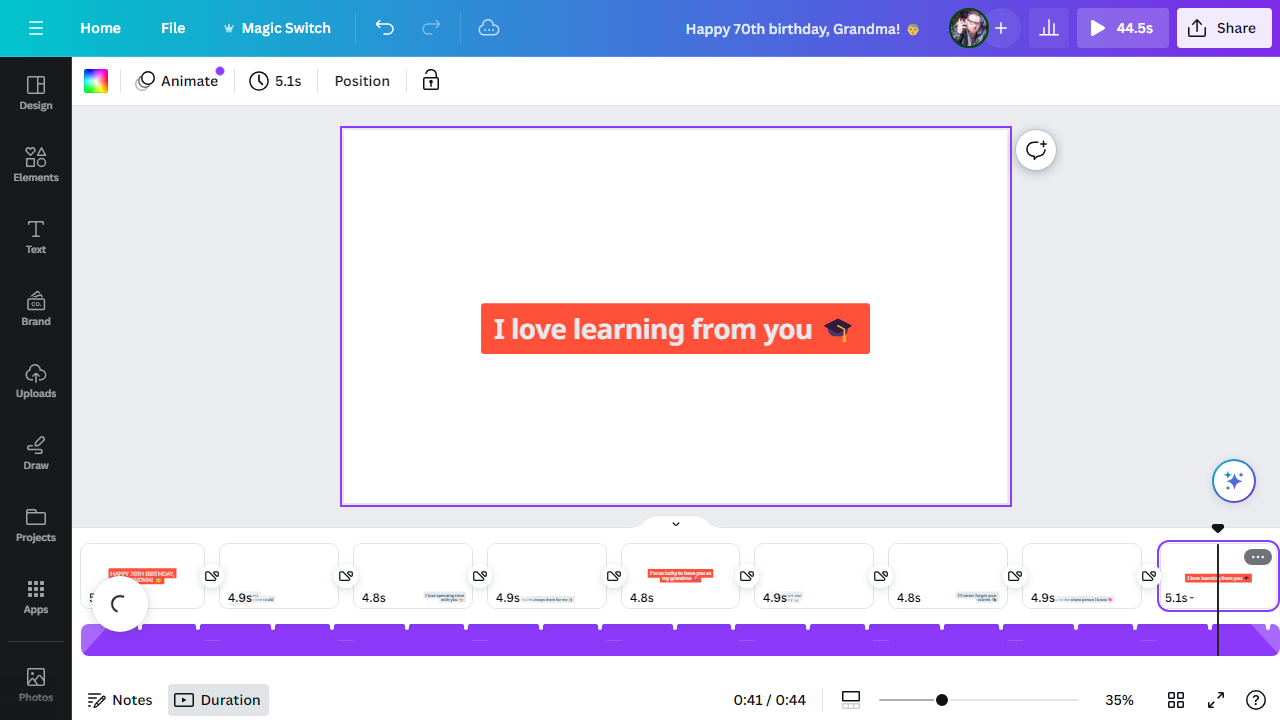 Home
File
Magic Switch
Happy 70th birthday, Grandma! 👵
44.5s
Share
Animate
5.1s
Position
Design
Elements
Text
CO.
Brand
Uploads
Draw
Projects
Apps
Photos
I love learning from you 🎓
HAPPY 70TH BIRTHDAY,
4.9s
4.8s
I love spending time
with you
4.9s
I'm so lucky to have you as
my grandma
4.8s
4.9s
4.8s
I'll never forget your
stories
4.9s
I love learning from you 🎓
5.1s -
Notes
Duration
0:41 / 0:44
35%